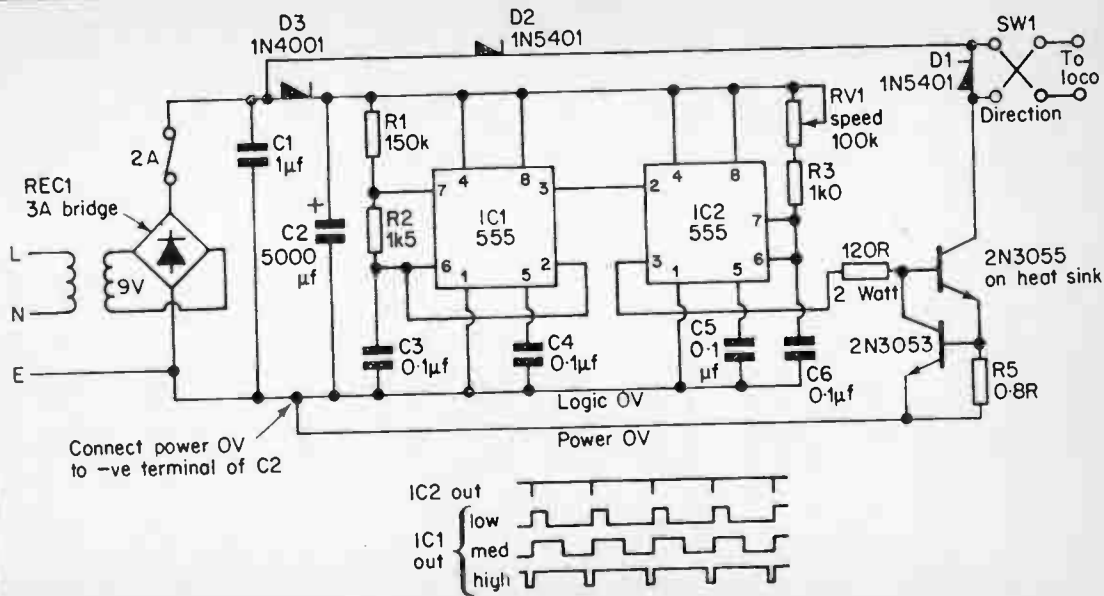 D3
1N4001
D2
1N5401
SW1
D1
1N5401
To
loco
Direction
2A
C1
1μf
R1
150k
RV1
speed
100k
REC1
3A bridge
+
C2
5000
μf
R2
1k5
7
4
8
3
IC1
555
6
1
5
2
2
4
8
IC2
555
7
3
1
5
6
R3
1k0
L
N
9V
E
120R
2 Watt
2N3055
on heat sink
2N3053
C3
0·1μf
C4
0·1μf
C5
0·1
μf
C6
0·1μf
R5
0·8R
Logic 0V
Power 0V
Connect power 0V
to -ve terminal of C2
IC2 out
IC1
out
low
med
high